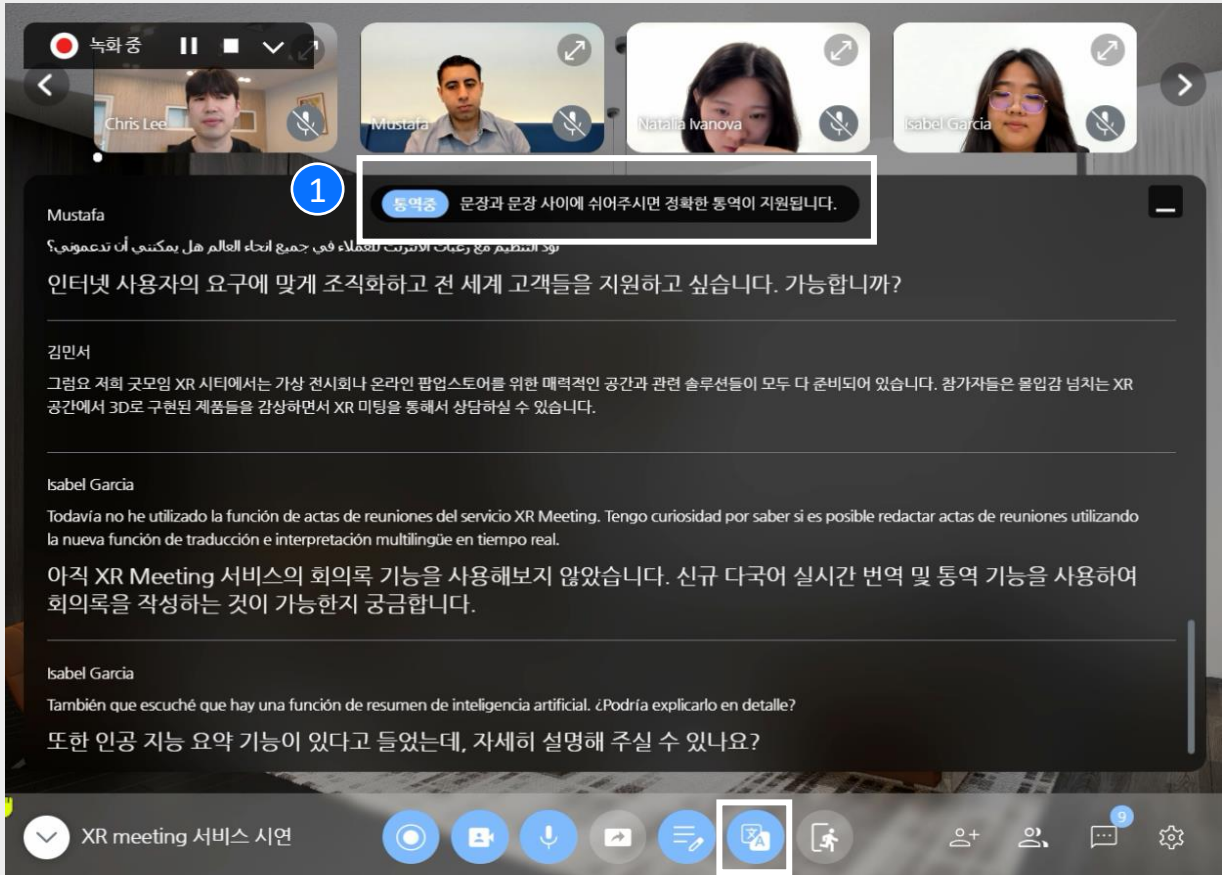 녹화 중
Chris Lee
Mustafa
Natalia Ivanova
Isabel Garcia
1
통역중 문장과 문장 사이에 쉬어주시면 정확한 통역이 지원됩니다.
Mustafa
نود التنظيم مع رغبات الانترنت للعملاء في جميع انحاء العالم هل يمكنني أن تدعموني؟
인터넷 사용자의 요구에 맞게 조직화하고 전 세계 고객들을 지원하고 싶습니다. 가능합니까?
김민서
그럼요 저희 굿모임 XR 시티에서는 가상 전시회나 온라인 팝업스토어를 위한 매력적인 공간과 관련 솔루션들이 모두 다 준비되어 있습니다. 참가자들은 몰입감 넘치는 XR
공간에서 3D로 구현된 제품들을 감상하면서 XR 미팅을 통해서 상담하실 수 있습니다.
Isabel Garcia
Todavía no he utilizado la función de actas de reuniones del servicio XR Meeting. Tengo curiosidad por saber si es posible redactar actas de reuniones utilizando
la nueva función de traducción e interpretación multilingüe en tiempo real.
아직 XR Meeting 서비스의 회의록 기능을 사용해보지 않았습니다. 신규 다국어 실시간 번역 및 통역 기능을 사용하여
회의록을 작성하는 것이 가능한지 궁금합니다.
Isabel Garcia
También que escuché que hay una función de resumen de inteligencia artificial. ¿Podría explicarlo en detalle?
또한 인공 지능 요약 기능이 있다고 들었는데, 자세히 설명해 주실 수 있나요?
XR meeting 서비스 시연
文A
9